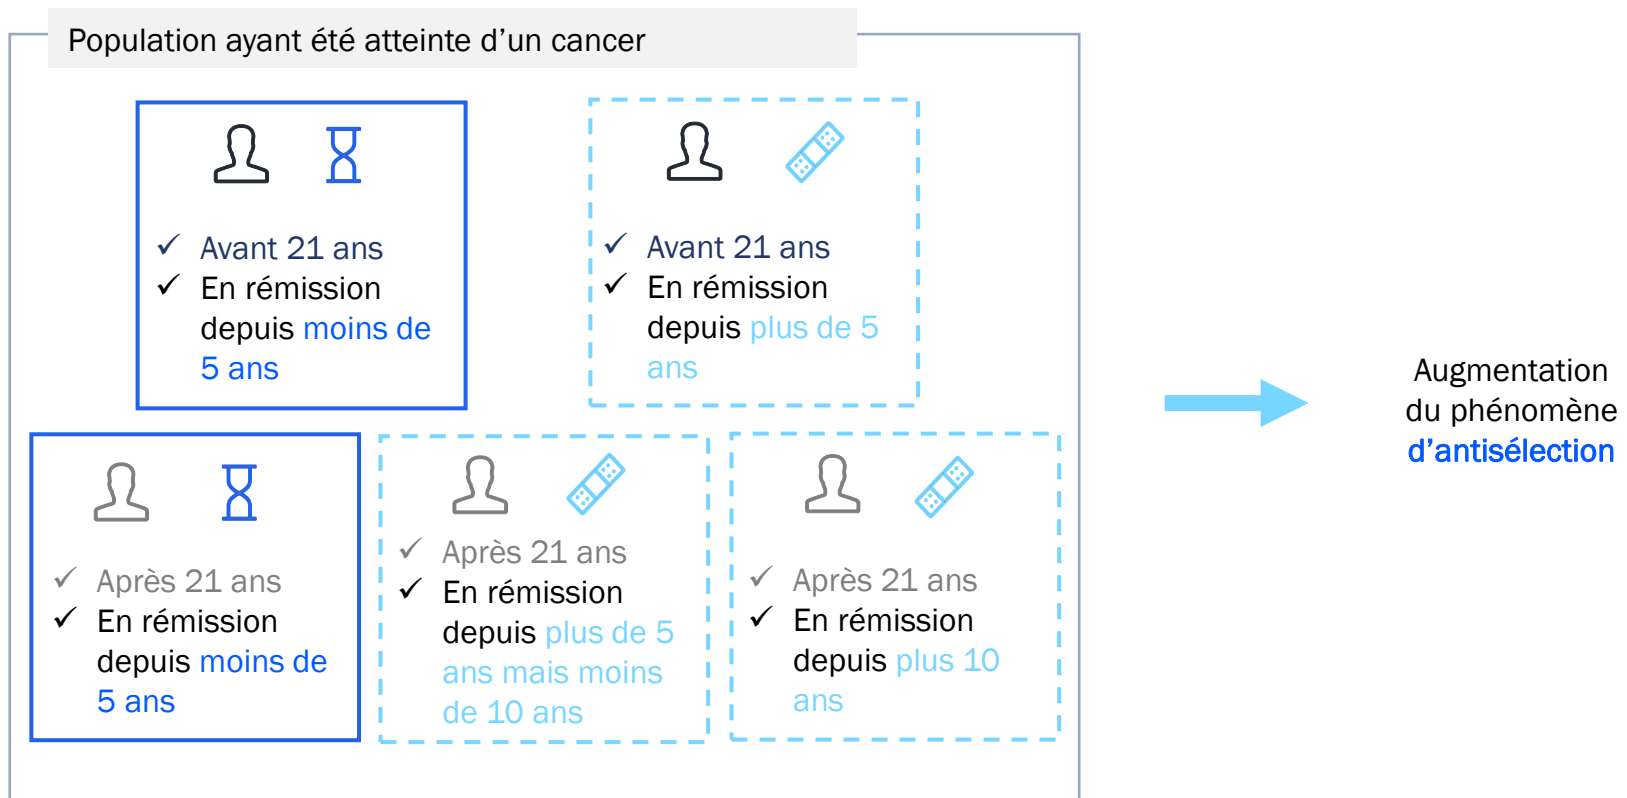 Population ayant été atteinte d'un cancer
Avant 21 ans
En rémission
depuis moins de
5 ans
Avant 21 ans
En rémission
depuis plus de 5
ans
Après 21 ans
En rémission
depuis moins de
5 ans
Après 21 ans
En rémission
depuis plus de 5
ans mais moins
de 10 ans
Après 21 ans
En rémission
depuis plus 10
ans
Augmentation
du phénomène
d'antisélection